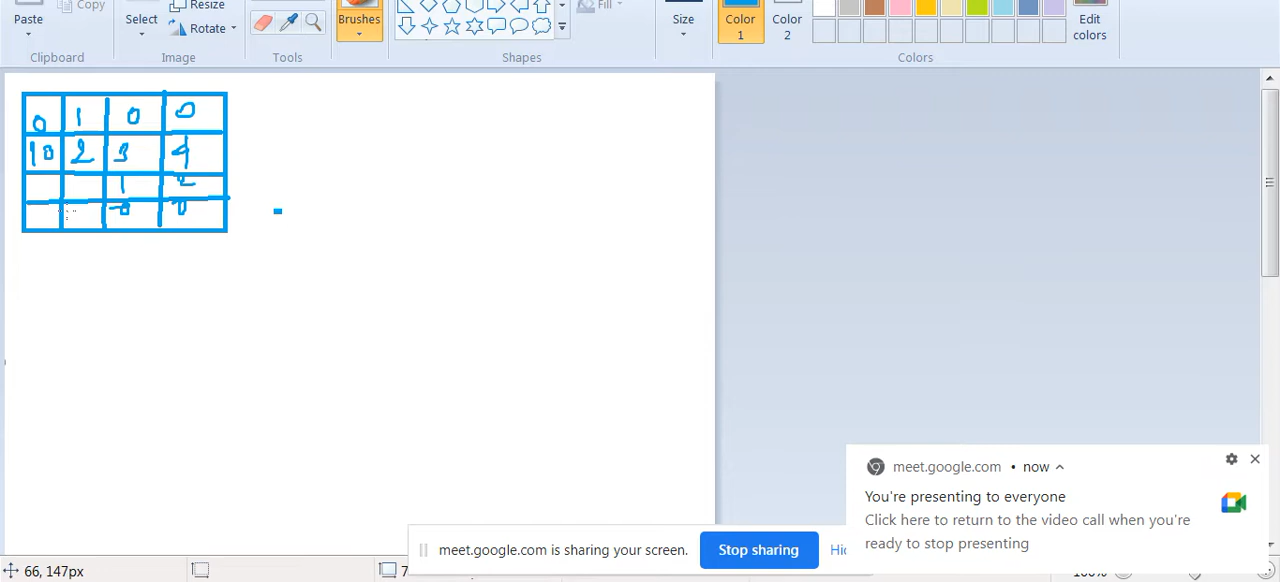 Paste
Copy
Select
Resize
Rotate
Brushes
Fill
Size
Color
1
Color
2
Edit
colors
Clipboard
Image
Tools
Shapes
Colors
0 1 0 0
10 2 3 4
1 2
0 0
meet.google.com • now
You're presenting to everyone
Click here to return to the video call when you're
ready to stop presenting
meet.google.com is sharing your screen.
Stop sharing
66, 147px
100%